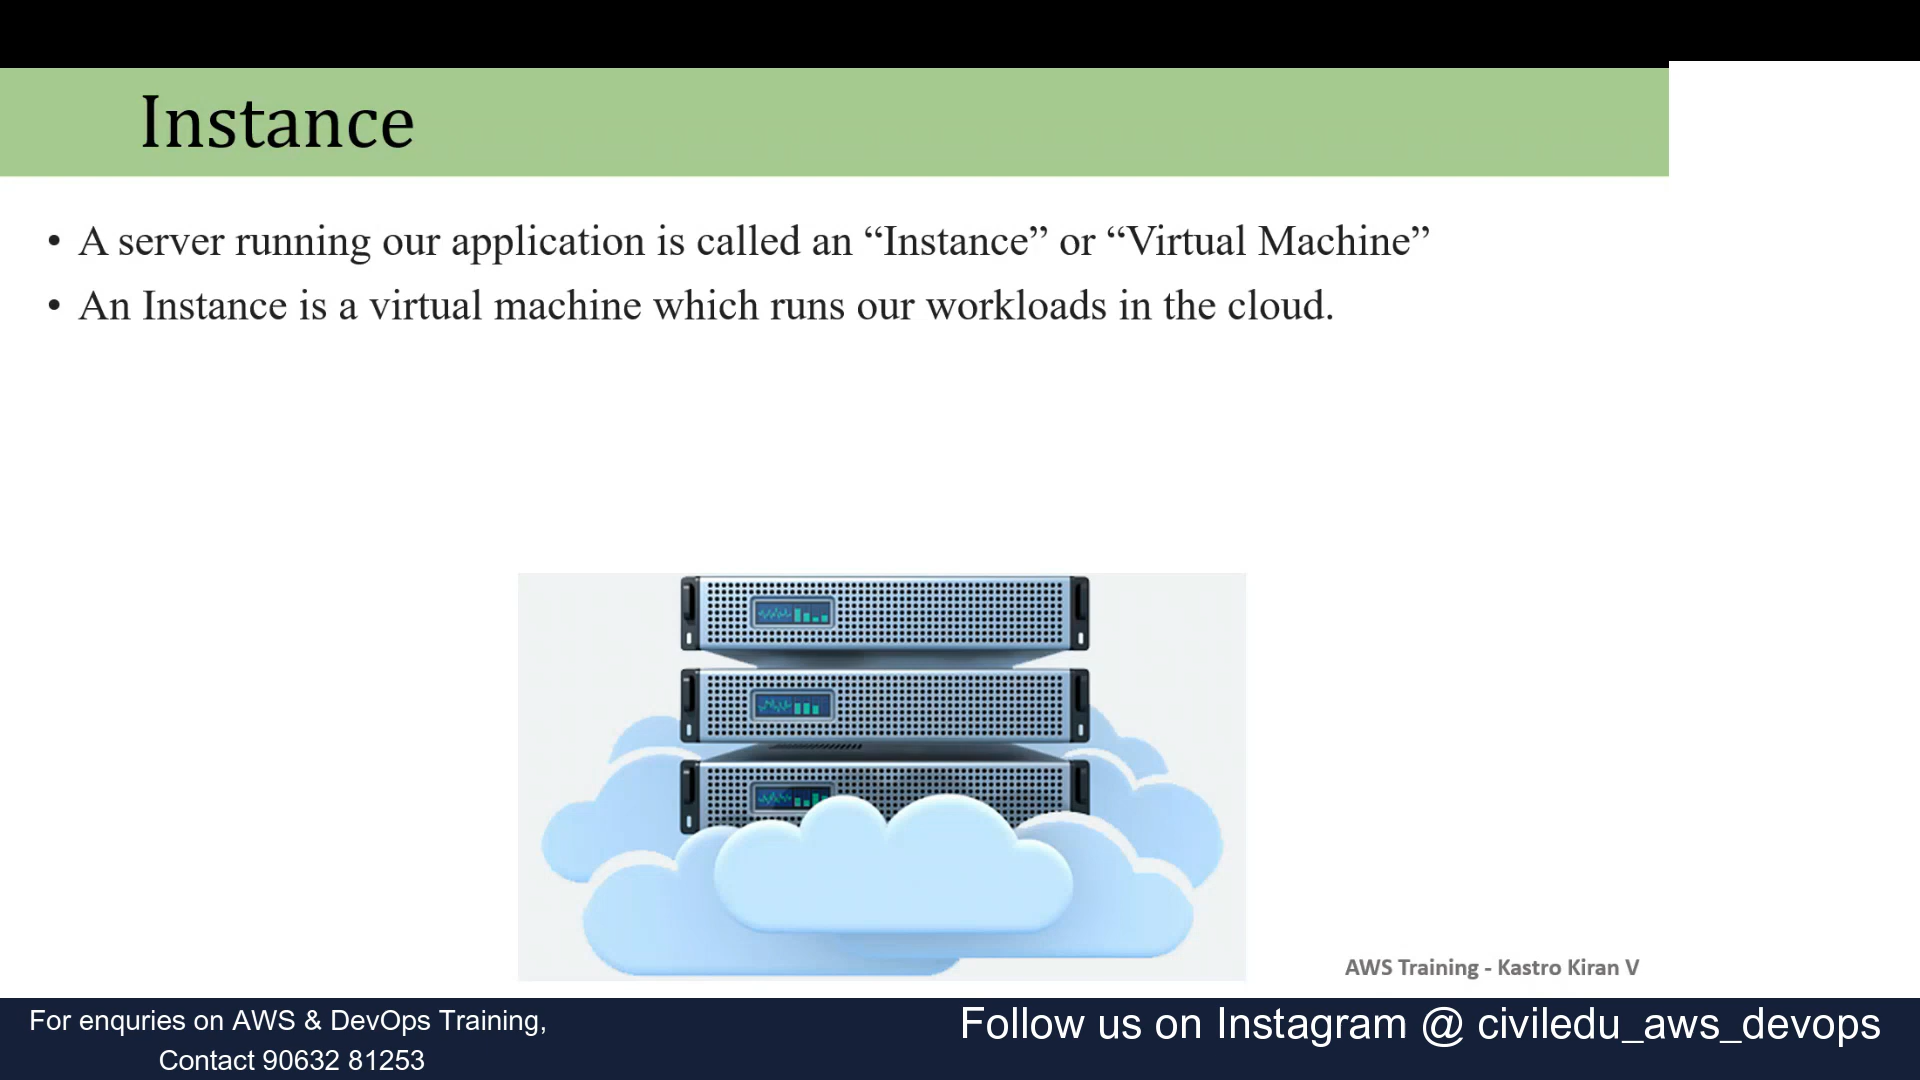 Instance
• A server running our application is called an “Instance” or “Virtual Machine”
• An Instance is a virtual machine which runs our workloads in the cloud.
AWS Training - Kastro Kiran V
For enquries on AWS & DevOps Training,
Contact 90632 81253
Follow us on Instagram @ civiledu_aws_devops